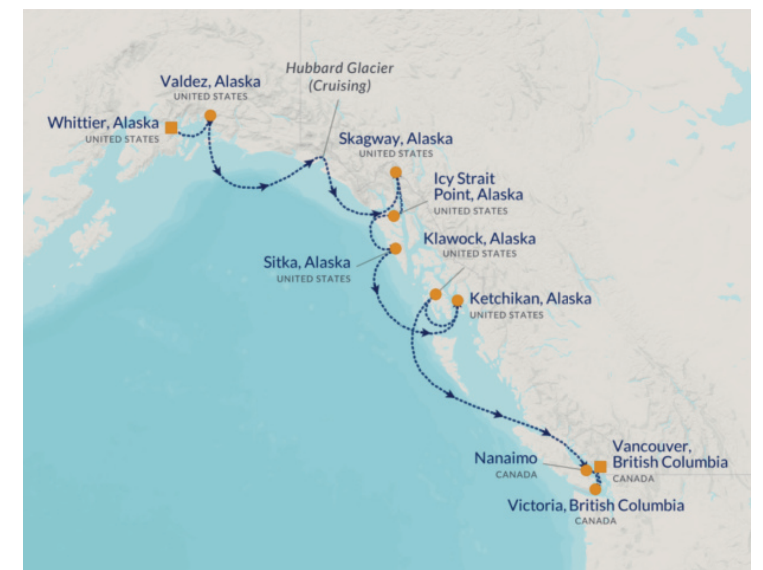 Hubbard Glacier
(Cruising)
Valdez, Alaska
UNITED STATES
Whittier, Alaska
UNITED STATES
Skagway, Alaska
UNITED STATES
Icy Strait
Point, Alaska
UNITED STATES
Klawock, Alaska
UNITED STATES
Sitka, Alaska
UNITED STATES
Ketchikan, Alaska
UNITED STATES
Vancouver,
British Columbia
CANADA
Nanaimo
CANADA
Victoria, British Columbia
CANADA